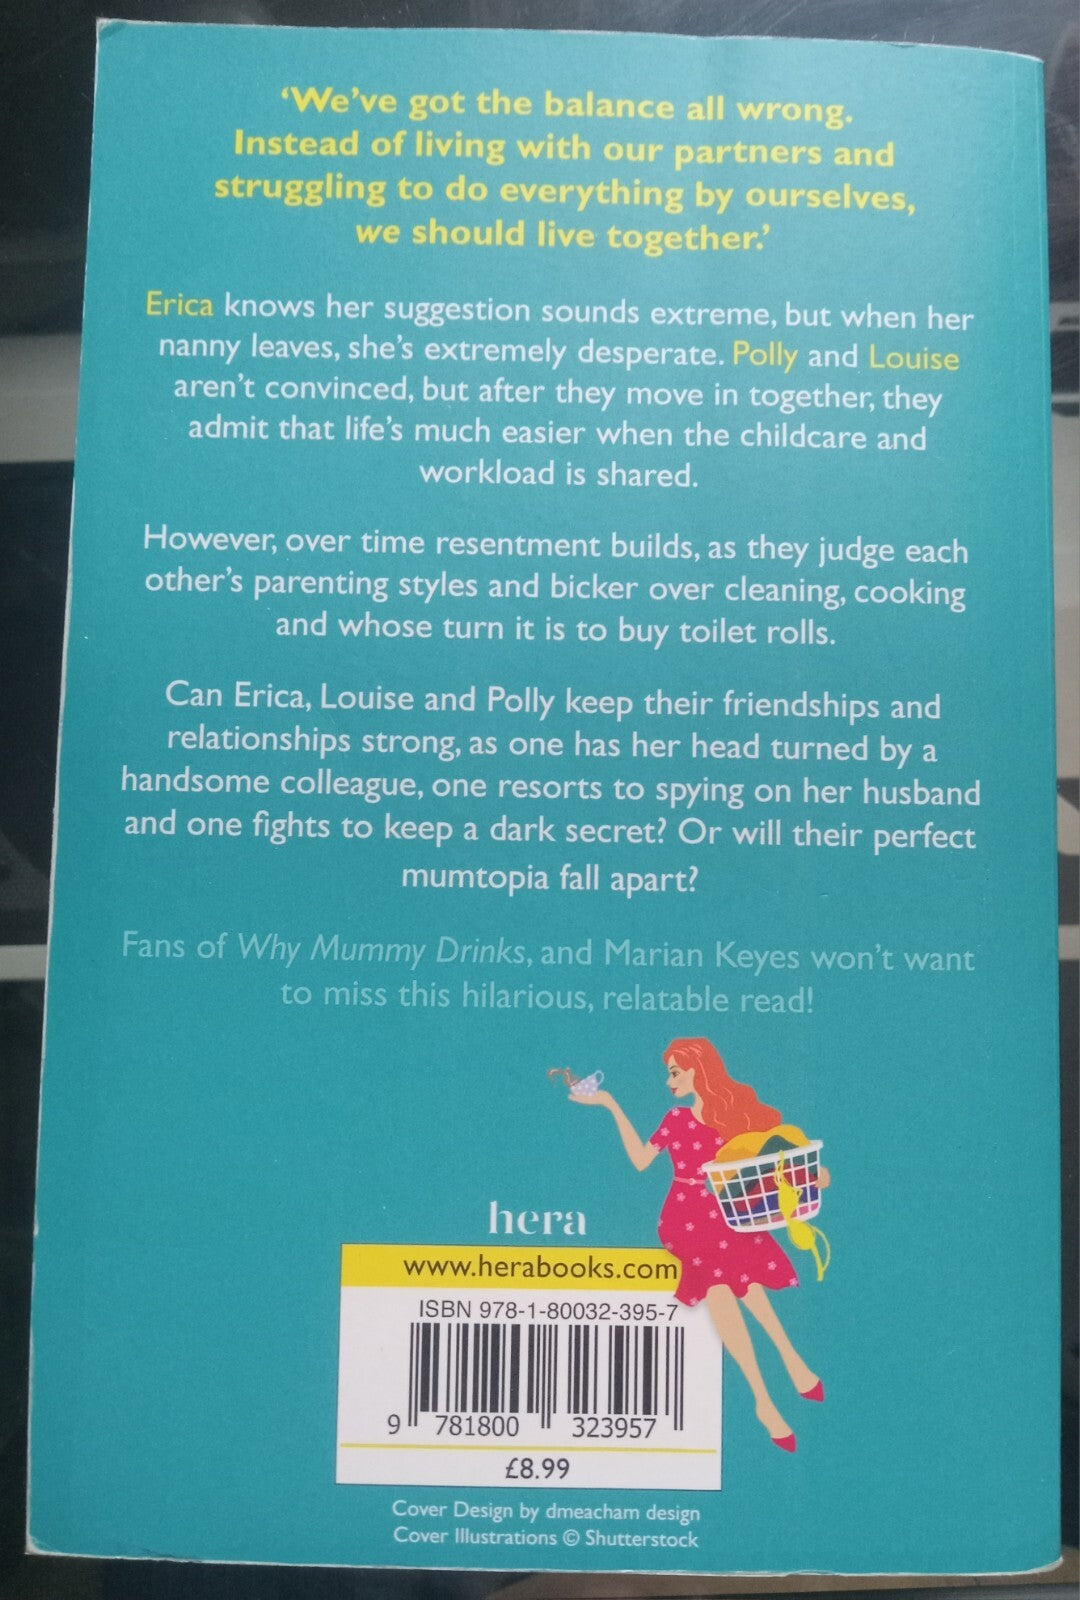 ‘We’ve got the balance all wrong.
Instead of living with our partners and
struggling to do everything by ourselves,
we should live together.’
Erica knows her suggestion sounds extreme, but when her
nanny leaves, she’s extremely desperate. Polly and Louise
aren’t convinced, but after they move in together, they
admit that life’s much easier when the childcare and
workload is shared.
However, over time resentment builds, as they judge each
other’s parenting styles and bicker over cleaning, cooking
and whose turn it is to buy toilet rolls.
Can Erica, Louise and Polly keep their friendships and
relationships strong, as one has her head turned by a
handsome colleague, one resorts to spying on her husband
and one fights to keep a dark secret? Or will their perfect
mumtopia fall apart?
Fans of Why Mummy Drinks, and Marian Keyes won’t want
to miss this hilarious, relatable read!
hera
www.herabooks.com
ISBN 978-1-80032-395-7
9 781800 323957
£8.99
Cover Design by dmeacham design
Cover Illustrations © Shutterstock